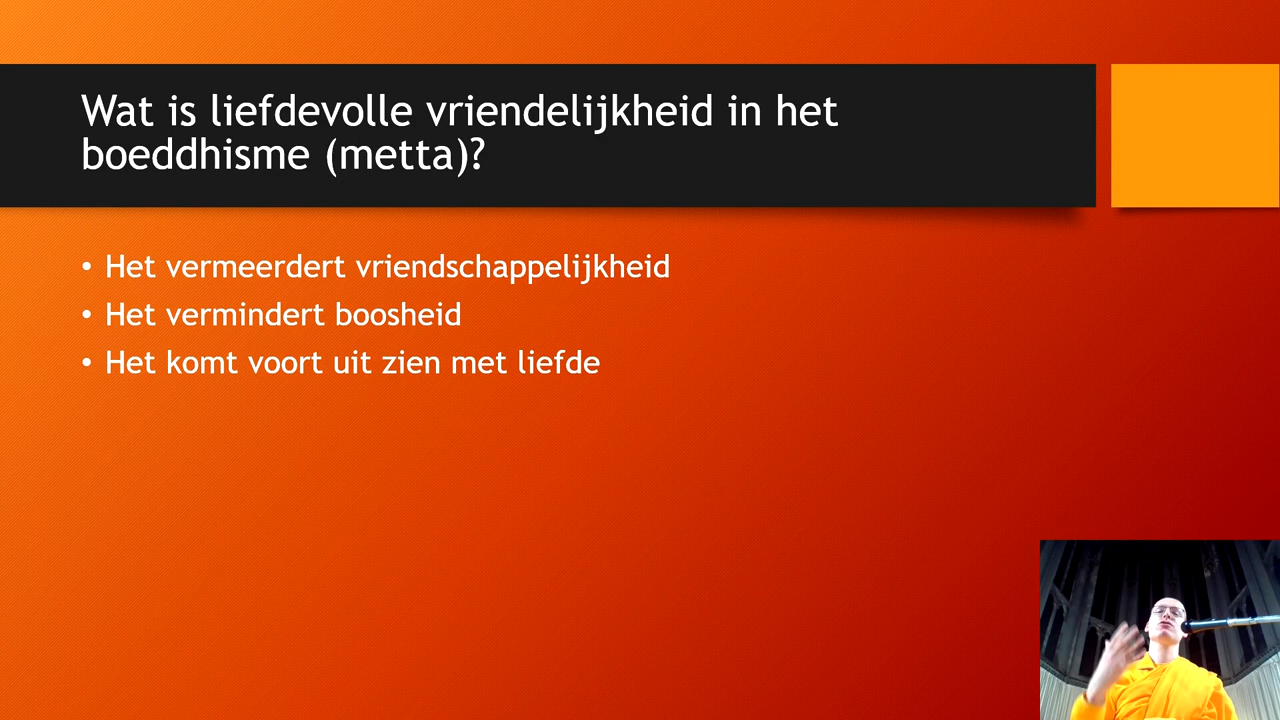 Wat is liefdevolle vriendelijkheid in het
boeddhisme (metta)?
• Het vermeerdert vriendschappelijkheid
• Het vermindert boosheid
• Het komt voort uit zien met liefde